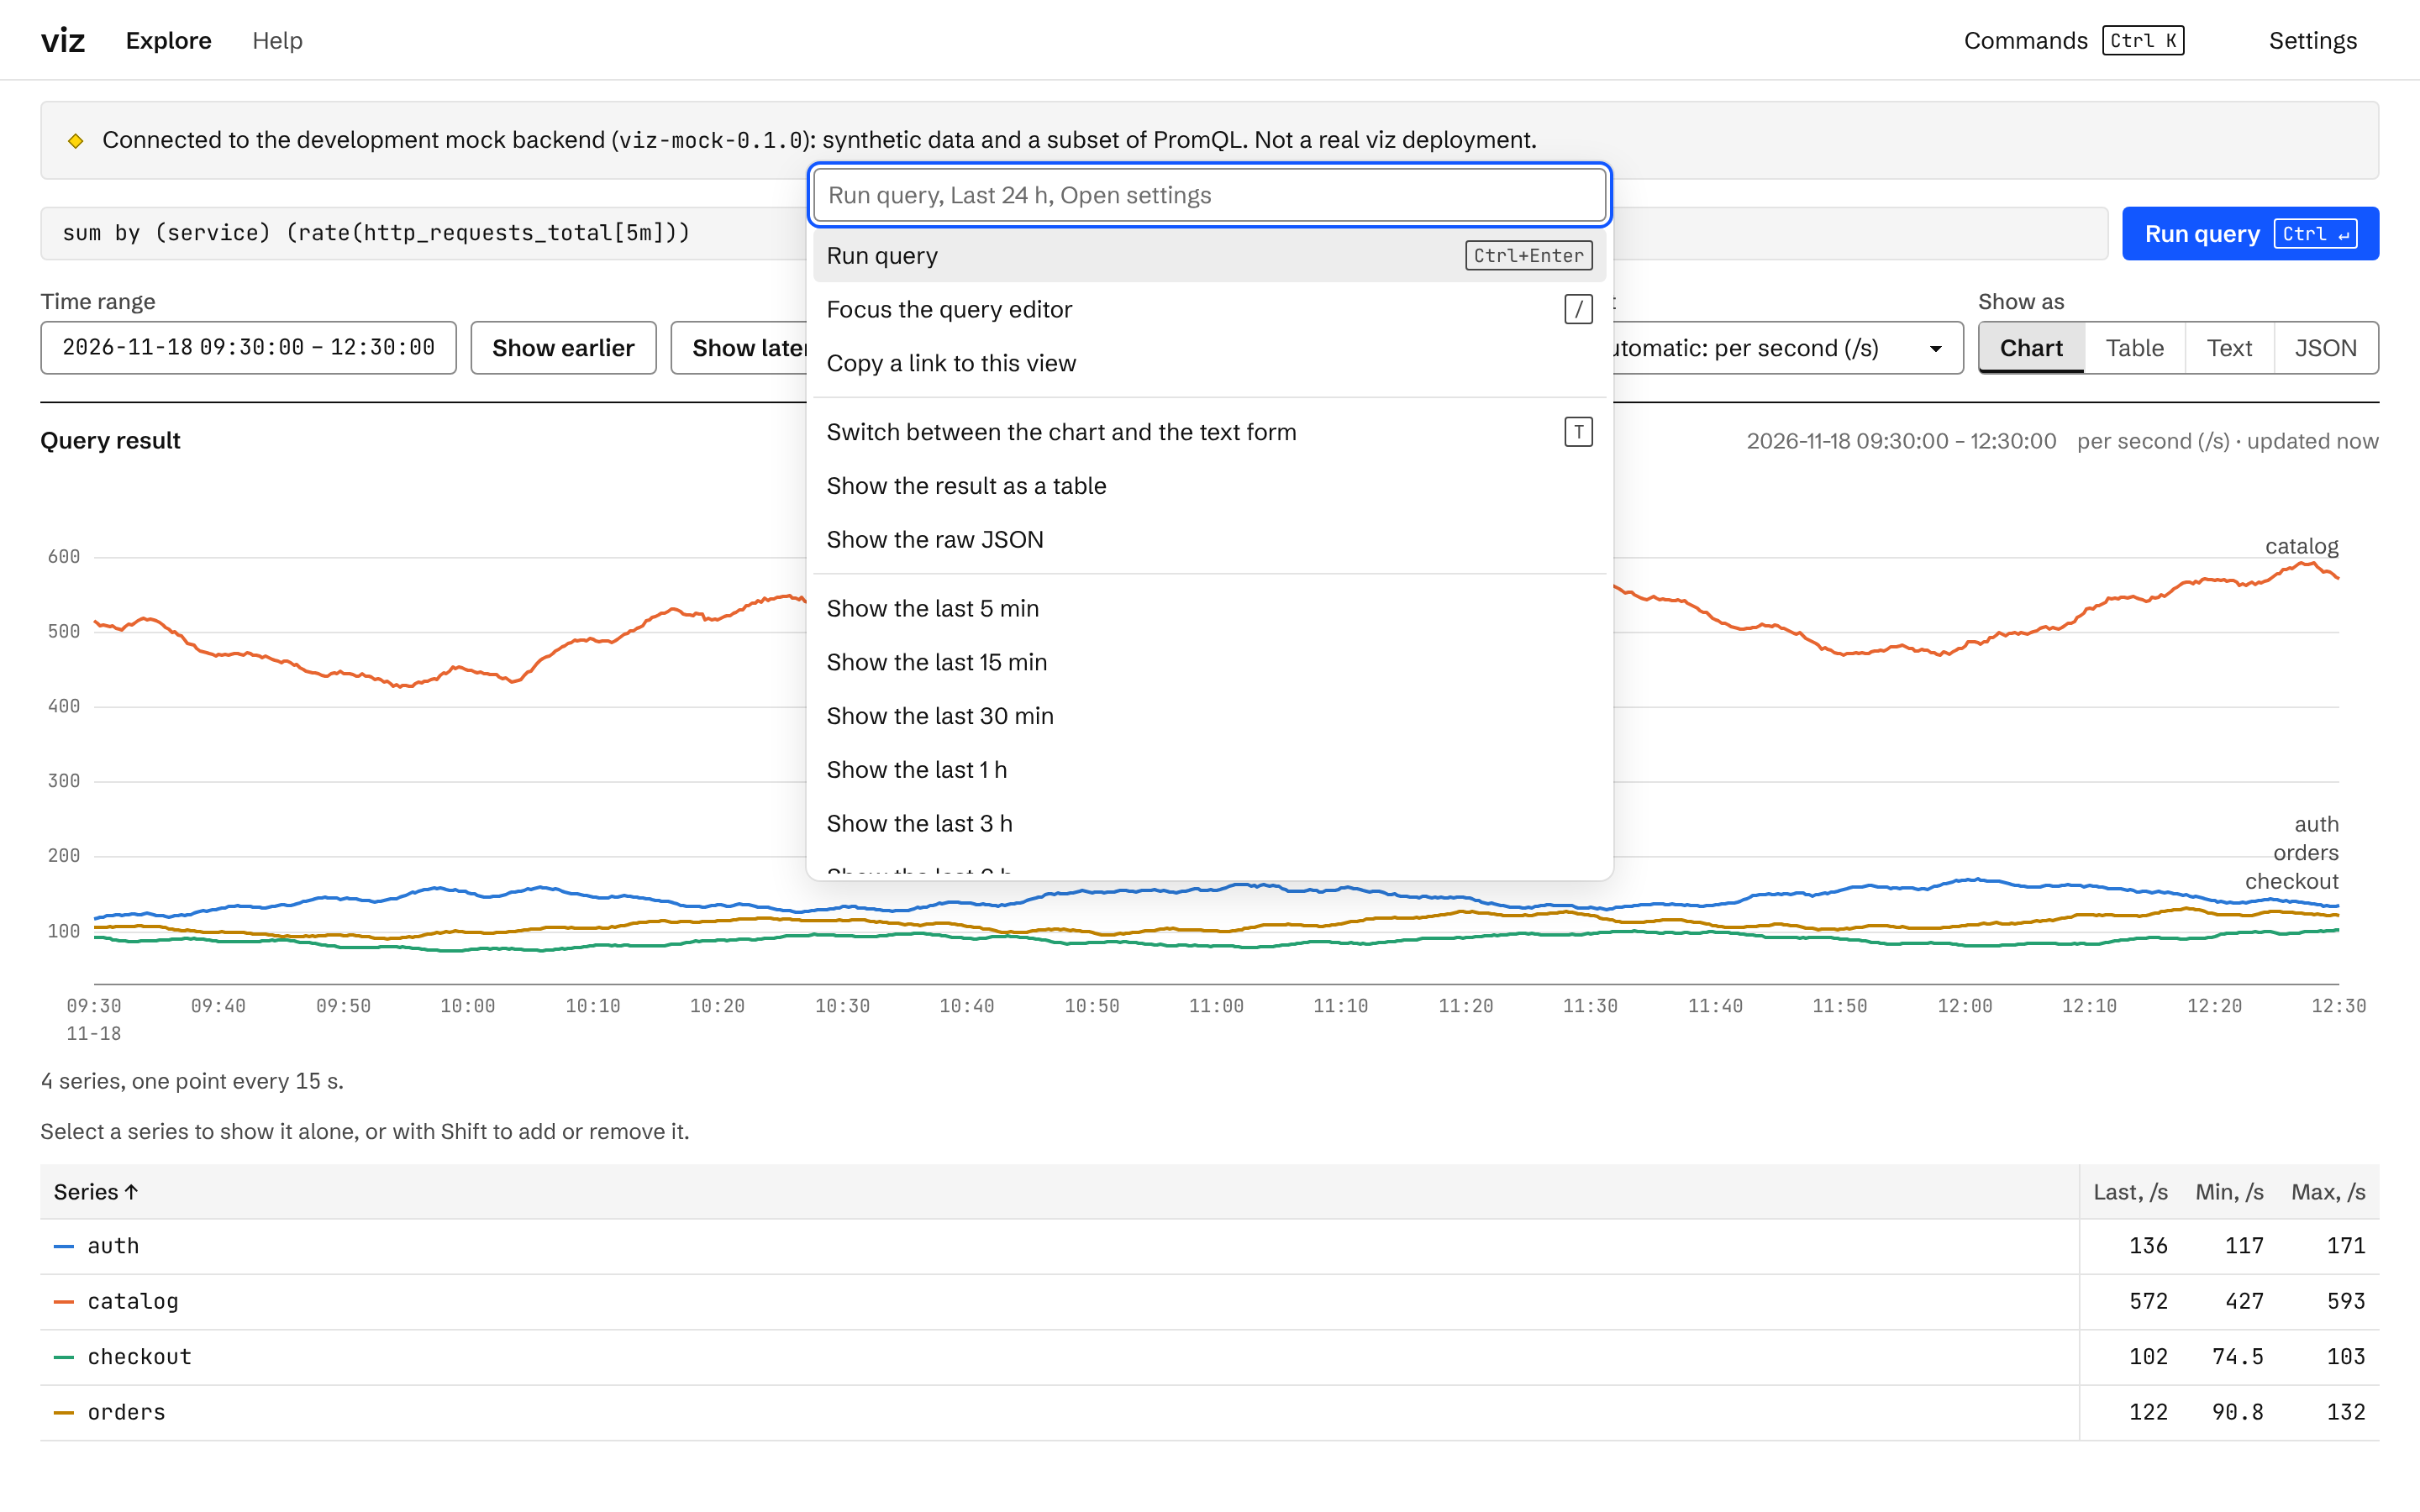 viz Explore Help Commands Ctrl K Settings
Connected to the development mock backend (viz-mock-0.1.0): synthetic data and a subset of PromQL. Not a real viz deployment.
Run query, Last 24 h, Open settings
sum by (service) (rate(http_requests_total[5m]))
Run query Ctrl ↵
Run query Ctrl+Enter
Focus the query editor /
Copy a link to this view
Switch between the chart and the text form T
Show the result as a table
Show the raw JSON
Show the last 5 min
Show the last 15 min
Show the last 30 min
Show the last 1 h
Show the last 3 h
Time range
Show as
2026-11-18 09:30:00 – 12:30:00 Show earlier Show later
utomatic: per second (/s) Chart Table Text JSON
Query result 2026-11-18 09:30:00 – 12:30:00 per second (/s) · updated now
600
500
400
300
200
100
catalog
auth
orders
checkout
09:30 09:40 09:50 10:00 10:10 10:20 10:30 10:40 10:50 11:00 11:10 11:20 11:30 11:40 11:50 12:00 12:10 12:20 12:30
11-18
4 series, one point every 15 s.
Select a series to show it alone, or with Shift to add or remove it.
Series ↑ Last, /s Min, /s Max, /s
auth 136 117 171
catalog 572 427 593
checkout 102 74.5 103
orders 122 90.8 132